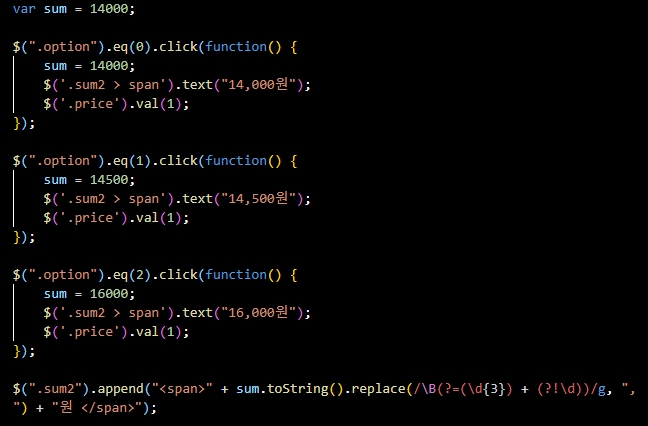 var sum = 14000;

$(".option").eq(0).click(function() {
    sum = 14000;
    $('.sum2 > span').text("14,000원");
    $('.price').val(1);
});

$(".option").eq(1).click(function() {
    sum = 14500;
    $('.sum2 > span').text("14,500원");
    $('.price').val(1);
});

$(".option").eq(2).click(function() {
    sum = 16000;
    $('.sum2 > span').text("16,000원");
    $('.price').val(1);
});

$(".sum2").append("<span>" + sum.toString().replace(/\B(?=(\d{3}) + (?!\d))/g, ",
") + "원 </span>");